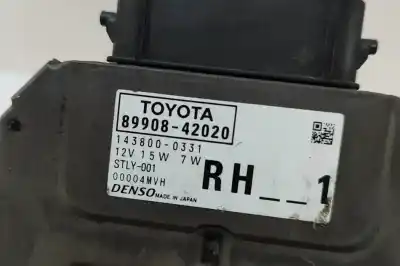 TOYOTA
89908-42020
143800-0331
12V 15W 7W
STLY-001
00004MVH
DENSO MADE IN JAPAN
RH__1